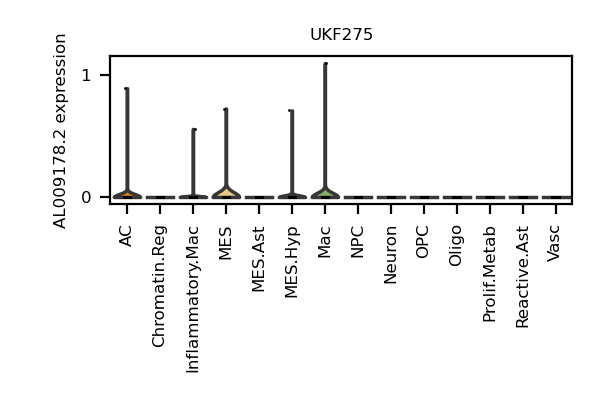 UKF275
AL009178.2 expression
1
0
AC
Chromatin.Reg
Inflammatory.Mac
MES
MES.Ast
MES.Hyp
Mac
NPC
Neuron
OPC
Oligo
Prolif.Metab
Reactive.Ast
Vasc